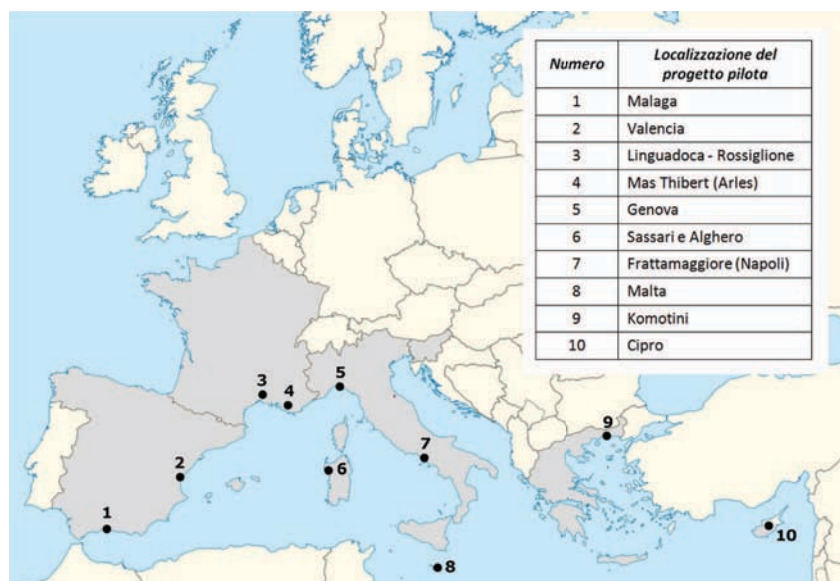 Numero Localizzazione del
progetto pilota
1 Malaga
2 Valencia
3 Linguadoca - Rossiglione
4 Mas Thibert (Arles)
5 Genova
6 Sassari e Alghero
7 Frattamaggiore (Napoli)
8 Malta
9 Komotini
10 Cipro
5
3
4
9
7
6
2
1
10
8